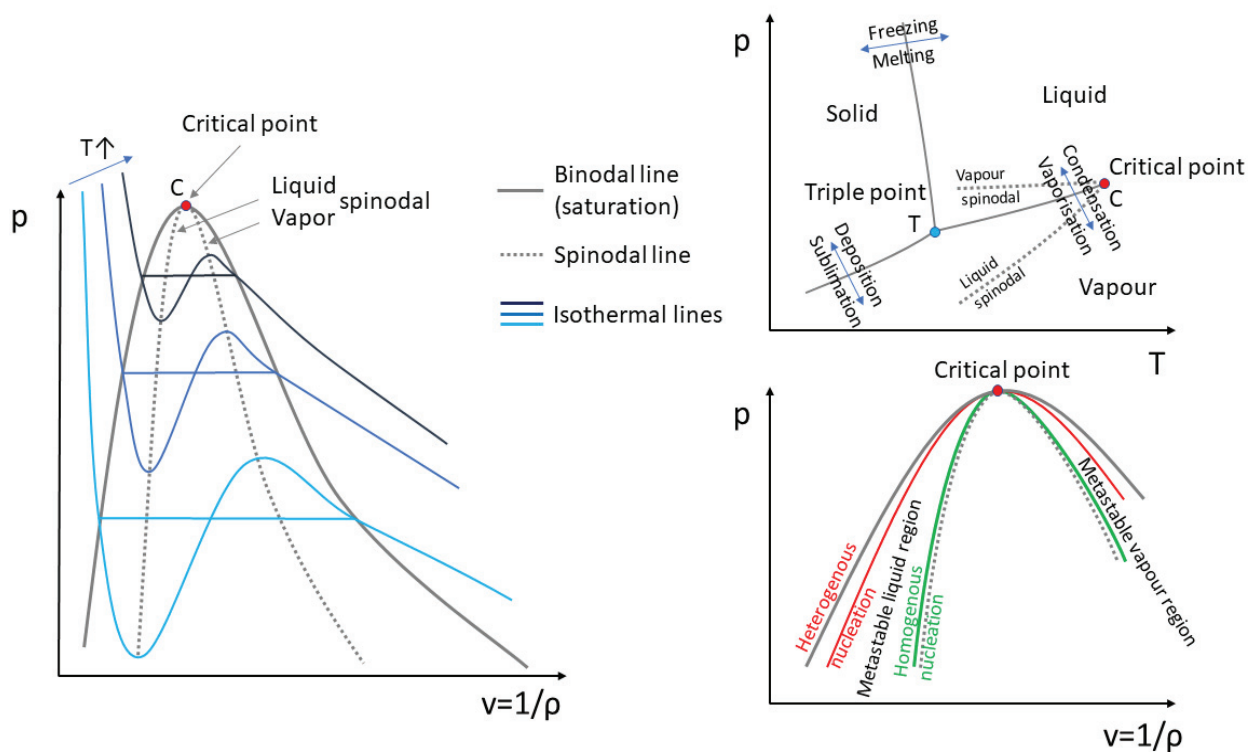 T↑
Critical point
C
Liquid
Vapor
spinodal
p
v=1/ρ
Binodal line
(saturation)
Spinodal line
Isothermal lines
p
Freezing
Melting
Solid
Liquid
Triple point
T
Vapour
spinodal
Condensation
Vaporisation
Critical point
C
Deposition
Sublimation
Liquid
spinodal
Vapour
T
Critical point
p
Heterogenous
nucleation
Metastable liquid region
Homogenous
nucleation
Metastable vapour region
v=1/ρ